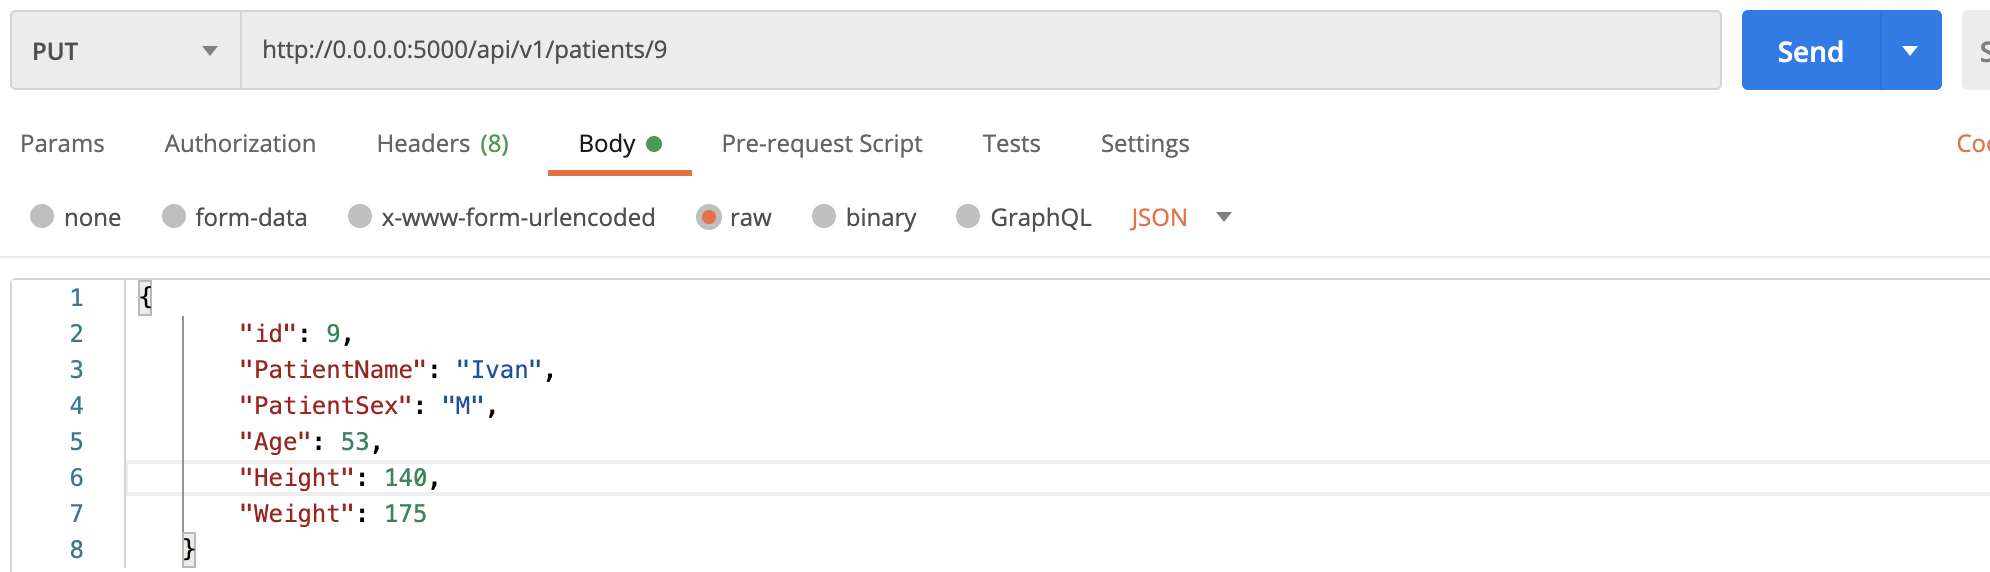 PUT http://0.0.0.0:5000/api/v1/patients/9 Send
Params Authorization Headers (8) Body Pre-request Script Tests Settings
none form-data x-www-form-urlencoded raw binary GraphQL JSON
1 {
2 "id": 9,
3 "PatientName": "Ivan",
4 "PatientSex": "M",
5 "Age": 53,
6 "Height": 140,
7 "Weight": 175
8 }